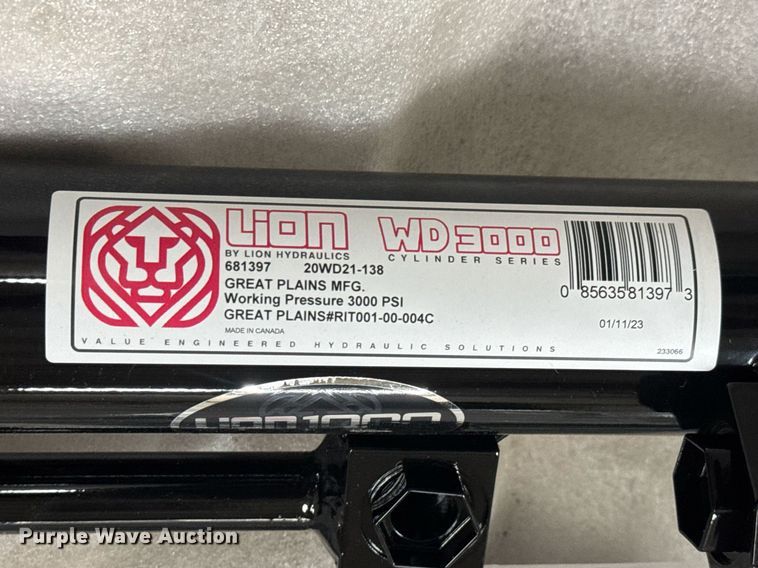 LION WD 3000
BY LION HYDRAULICS CYLINDER SERIES
681397 20WD21-138
GREAT PLAINS MFG.
Working Pressure 3000 PSI
GREAT PLAINS#RIT001-00-004C
MADE IN CANADA
VALUE ENGINEERED HYDRAULIC SOLUTIONS
0 85635 81397 3
01/11/23
233066
Purple Wave Auction